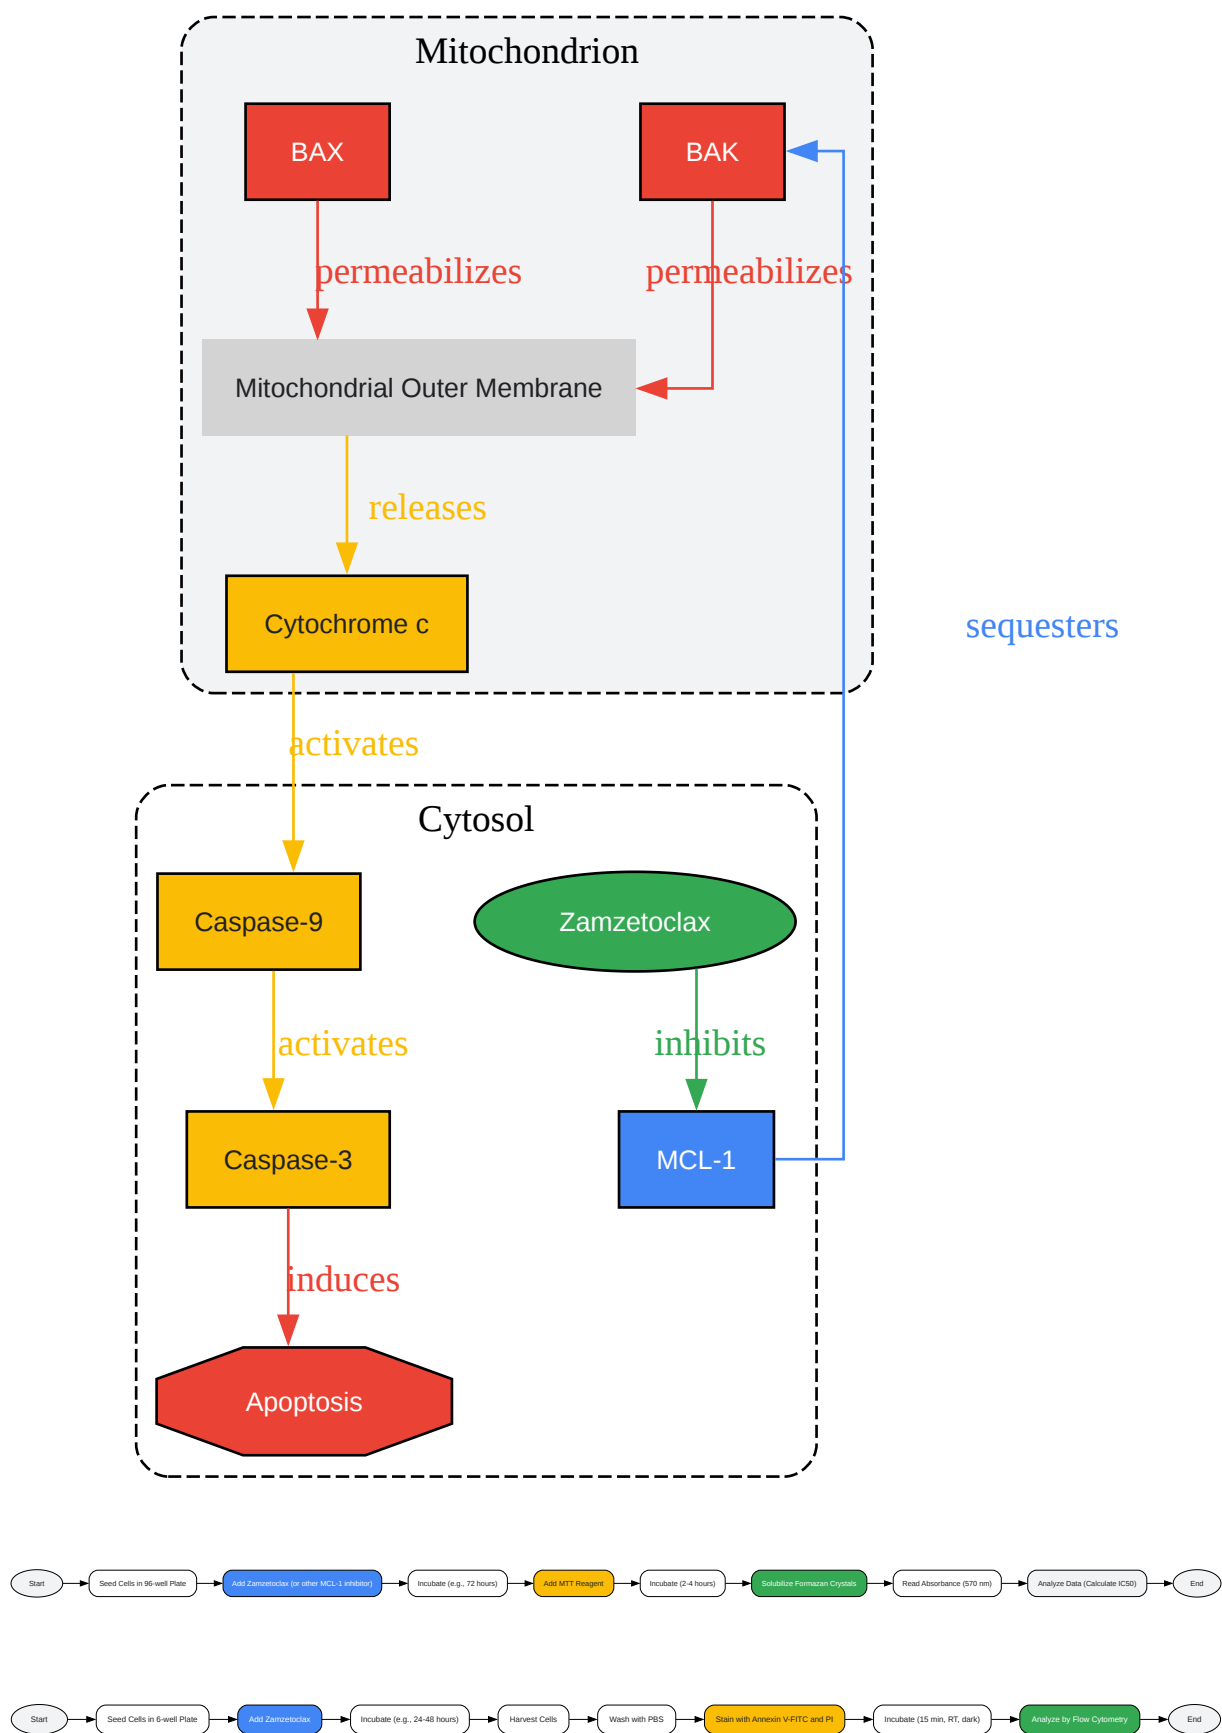 Mitochondrion
BAX
BAK
permeabilizes
permeabilizes
Mitochondrial Outer Membrane
releases
Cytochrome c
sequesters
activates
Cytosol
Caspase-9
Zamzetoclax
activates
inhibits
Caspase-3
MCL-1
induces
Apoptosis
Start
Seed Cells in 96-well Plate
Add Zamzetoclax (or other MCL-1 inhibitor)
Incubate (e.g., 72 hours)
Add MTT Reagent
Incubate (2-4 hours)
Solubilize Formazan Crystals
Read Absorbance (570 nm)
Analyze Data (Calculate IC50)
End
Start
Seed Cells in 6-well Plate
Add Zamzetoclax
Incubate (e.g., 24-48 hours)
Harvest Cells
Wash with PBS
Stain with Annexin V-FITC and PI
Incubate (15 min, RT, dark)
Analyze by Flow Cytometry
End